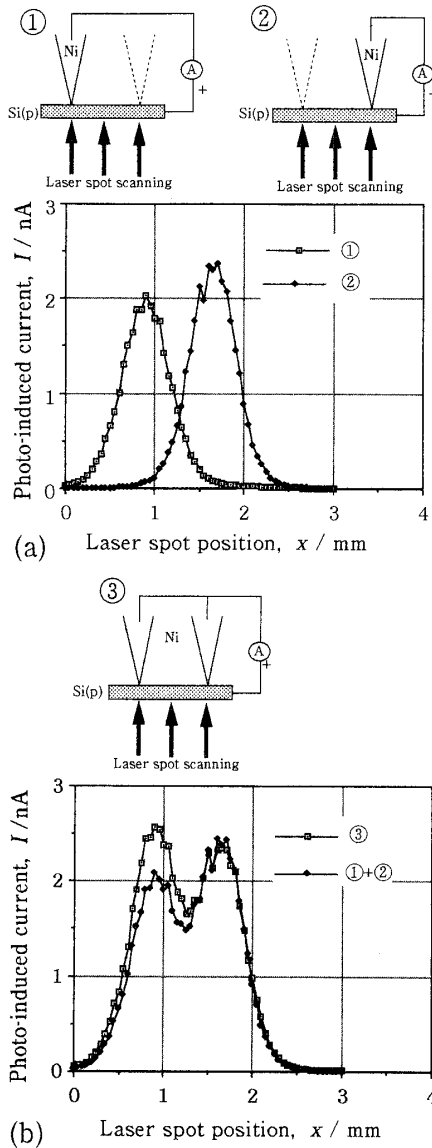 ① ②
Ni Ni
A A
+ +
Si(p) Si(p)
Laser spot scanning Laser spot scanning
Photo-induced current, I / nA
3
2
1
0
①
②
0 1 2 3 4
(a) Laser spot position, x / mm
③
Ni
A
+
Si(p)
Laser spot scanning
Photo-induced current, I /nA
3
2
1
0
③
①+②
0 1 2 3 4
(b) Laser spot position, x / mm